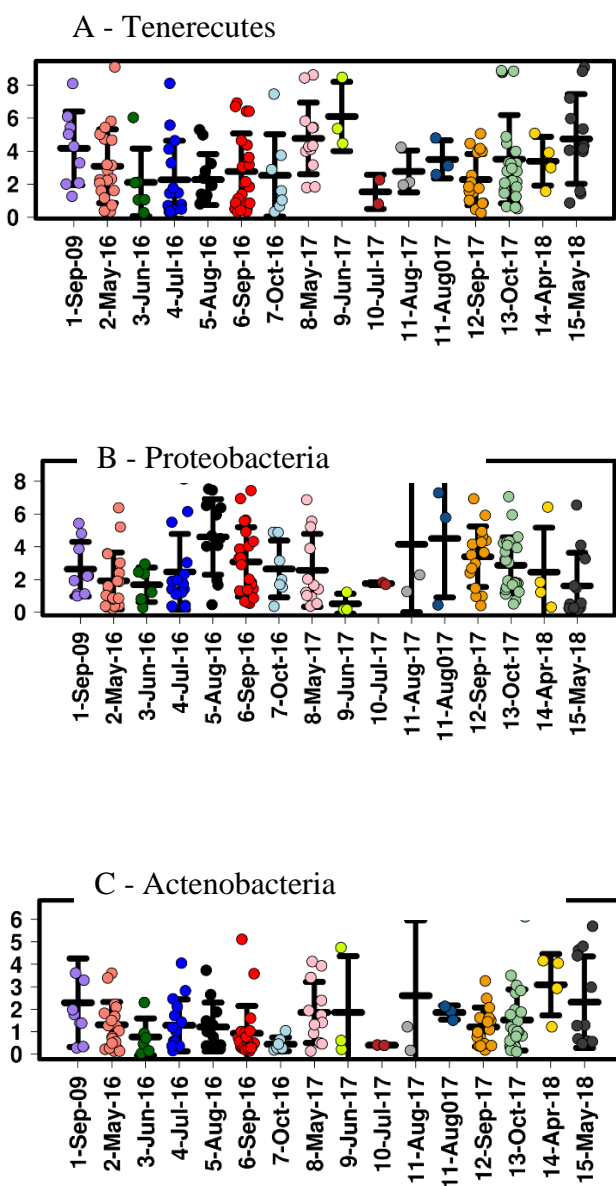 A - Tenerecutes
8
6
4
2
0
1-Sep-09
2-May-16
3-Jun-16
4-Jul-16
5-Aug-16
6-Sep-16
7-Oct-16
8-May-17
9-Jun-17
10-Jul-17
11-Aug-17
11-Aug017
12-Sep-17
13-Oct-17
14-Apr-18
15-May-18
B - Proteobacteria
8
6
4
2
0
1-Sep-09
2-May-16
3-Jun-16
4-Jul-16
5-Aug-16
6-Sep-16
7-Oct-16
8-May-17
9-Jun-17
10-Jul-17
11-Aug-17
11-Aug017
12-Sep-17
13-Oct-17
14-Apr-18
15-May-18
C - Actenobacteria
6
5
4
3
2
1
0
1-Sep-09
2-May-16
3-Jun-16
4-Jul-16
5-Aug-16
6-Sep-16
7-Oct-16
8-May-17
9-Jun-17
10-Jul-17
11-Aug-17
11-Aug017
12-Sep-17
13-Oct-17
14-Apr-18
15-May-18